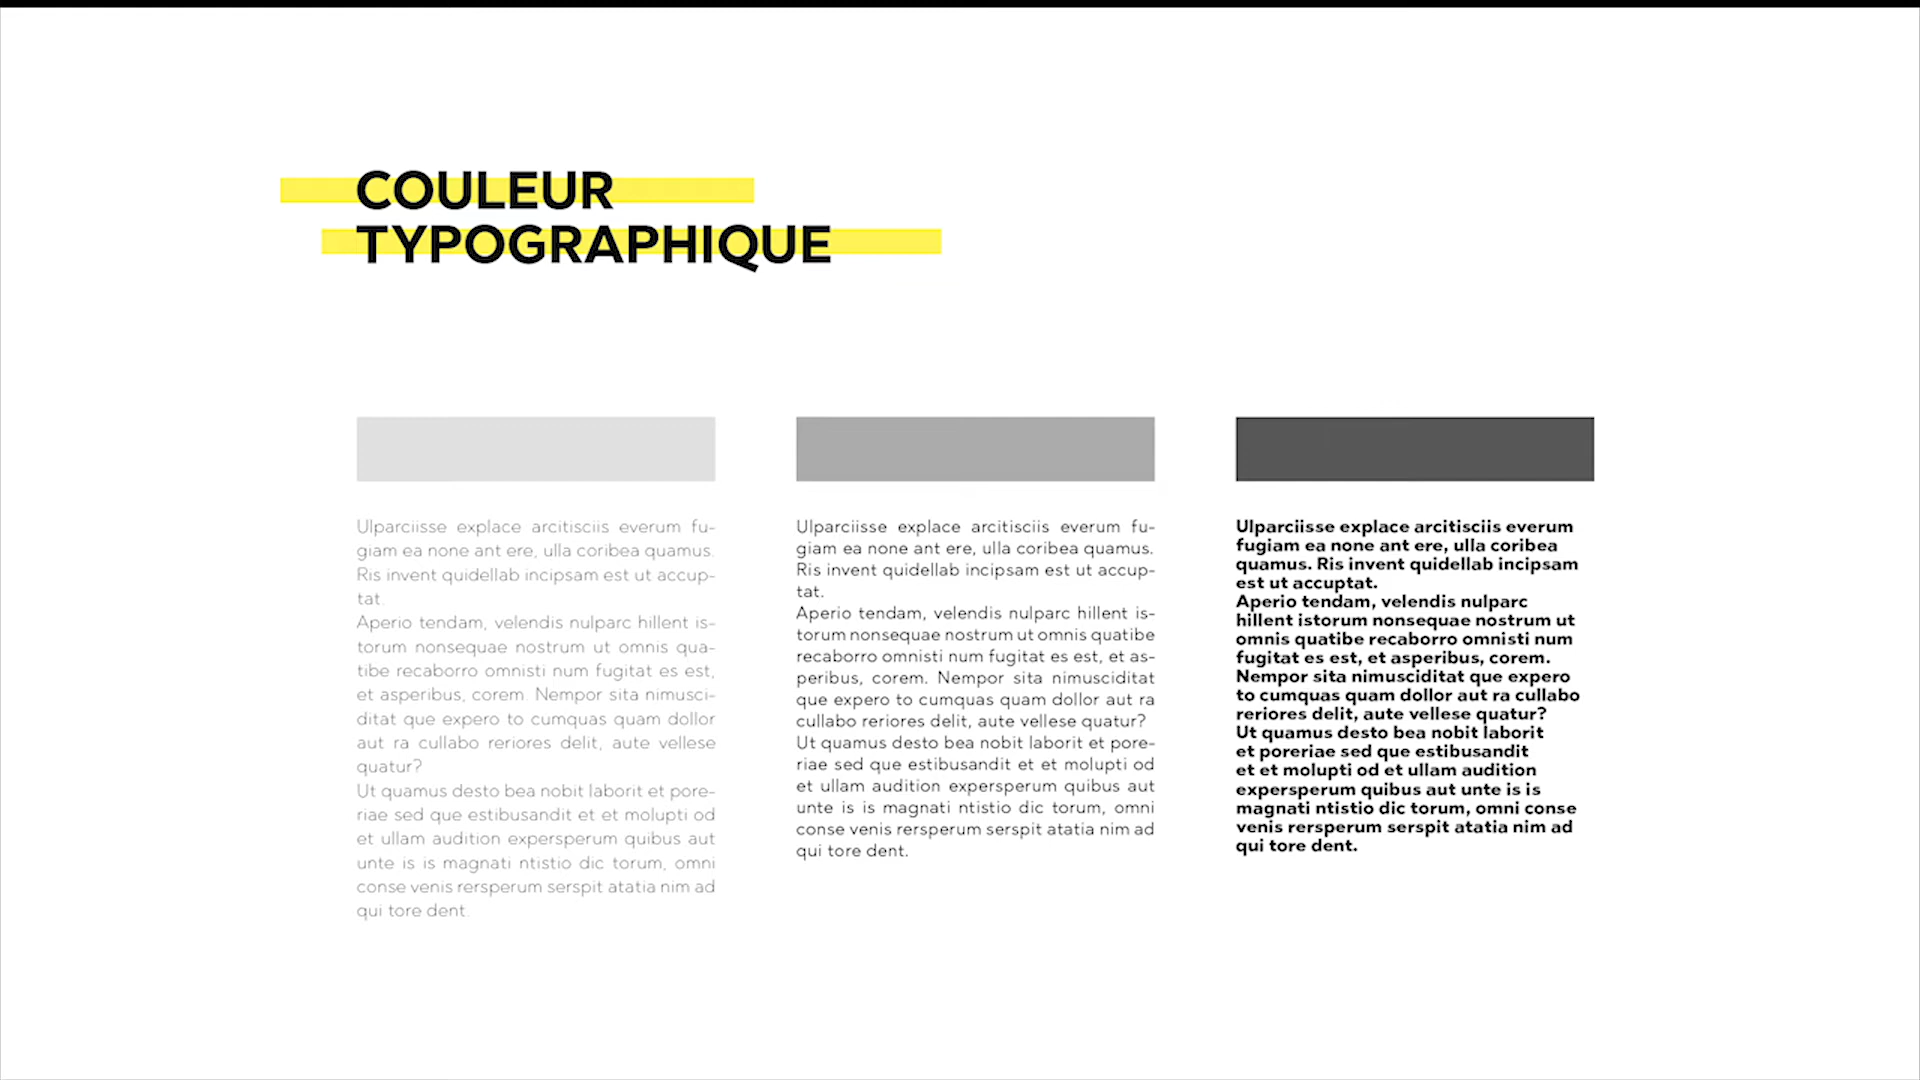 COULEUR
TYPOGRAPHIQUE
Ulparciisse explace arcitisciis everum fu-
giam ea none ant ere, ulla coribea quamus.
Ris invent quidellab incipsam est ut accup-
tat.
Aperio tendam, velendis nulparc hillent is-
torum nonsequae nostrum ut omnis qua-
tibe recaborro omnisti num fugitat es est,
et asperibus, corem. Nempor sita nimusci-
ditat que expero to cumquas quam dollor
aut ra cullabo reriores delit, aute vellese
quatur?
Ut quamus desto bea nobit laborit et pore-
riae sed que estibusandit et et molupti od
et ullam audition expersperum quibus aut
unte is is magnati ntistio dic torum, omni
conse venis rersperum serspit atatia nim ad
qui tore dent.
Ulparciisse explace arcitisciis everum fu-
giam ea none ant ere, ulla coribea quamus.
Ris invent quidellab incipsam est ut accup-
tat.
Aperio tendam, velendis nulparc hillent is-
torum nonsequae nostrum ut omnis quatibe
recaborro omnisti num fugitat es est, et as-
peribus, corem. Nempor sita nimusciditat
que expero to cumquas quam dollor aut ra
cullabo reriores delit, aute vellese quatur?
Ut quamus desto bea nobit laborit et pore-
riae sed que estibusandit et et molupti od
et ullam audition expersperum quibus aut
unte is is magnati ntistio dic torum, omni
conse venis rersperum serspit atatia nim ad
qui tore dent.
Ulparciisse explace arcitisciis everum
fugiam ea none ant ere, ulla coribea
quamus. Ris invent quidellab incipsam
est ut accuptat.
Aperio tendam, velendis nulparc
hillent istorum nonsequae nostrum ut
omnis quatibe recaborro omnisti num
fugitat es est, et asperibus, corem.
Nempor sita nimusciditat que expero
to cumquas quam dollor aut ra cullabo
reriores delit, aute vellese quatur?
Ut quamus desto bea nobit laborit
et poreriae sed que estibusandit
et et molupti od et ullam audition
expersperum quibus aut unte is is
magnati ntistio dic torum, omni conse
venis rersperum serspit atatia nim ad
qui tore dent.